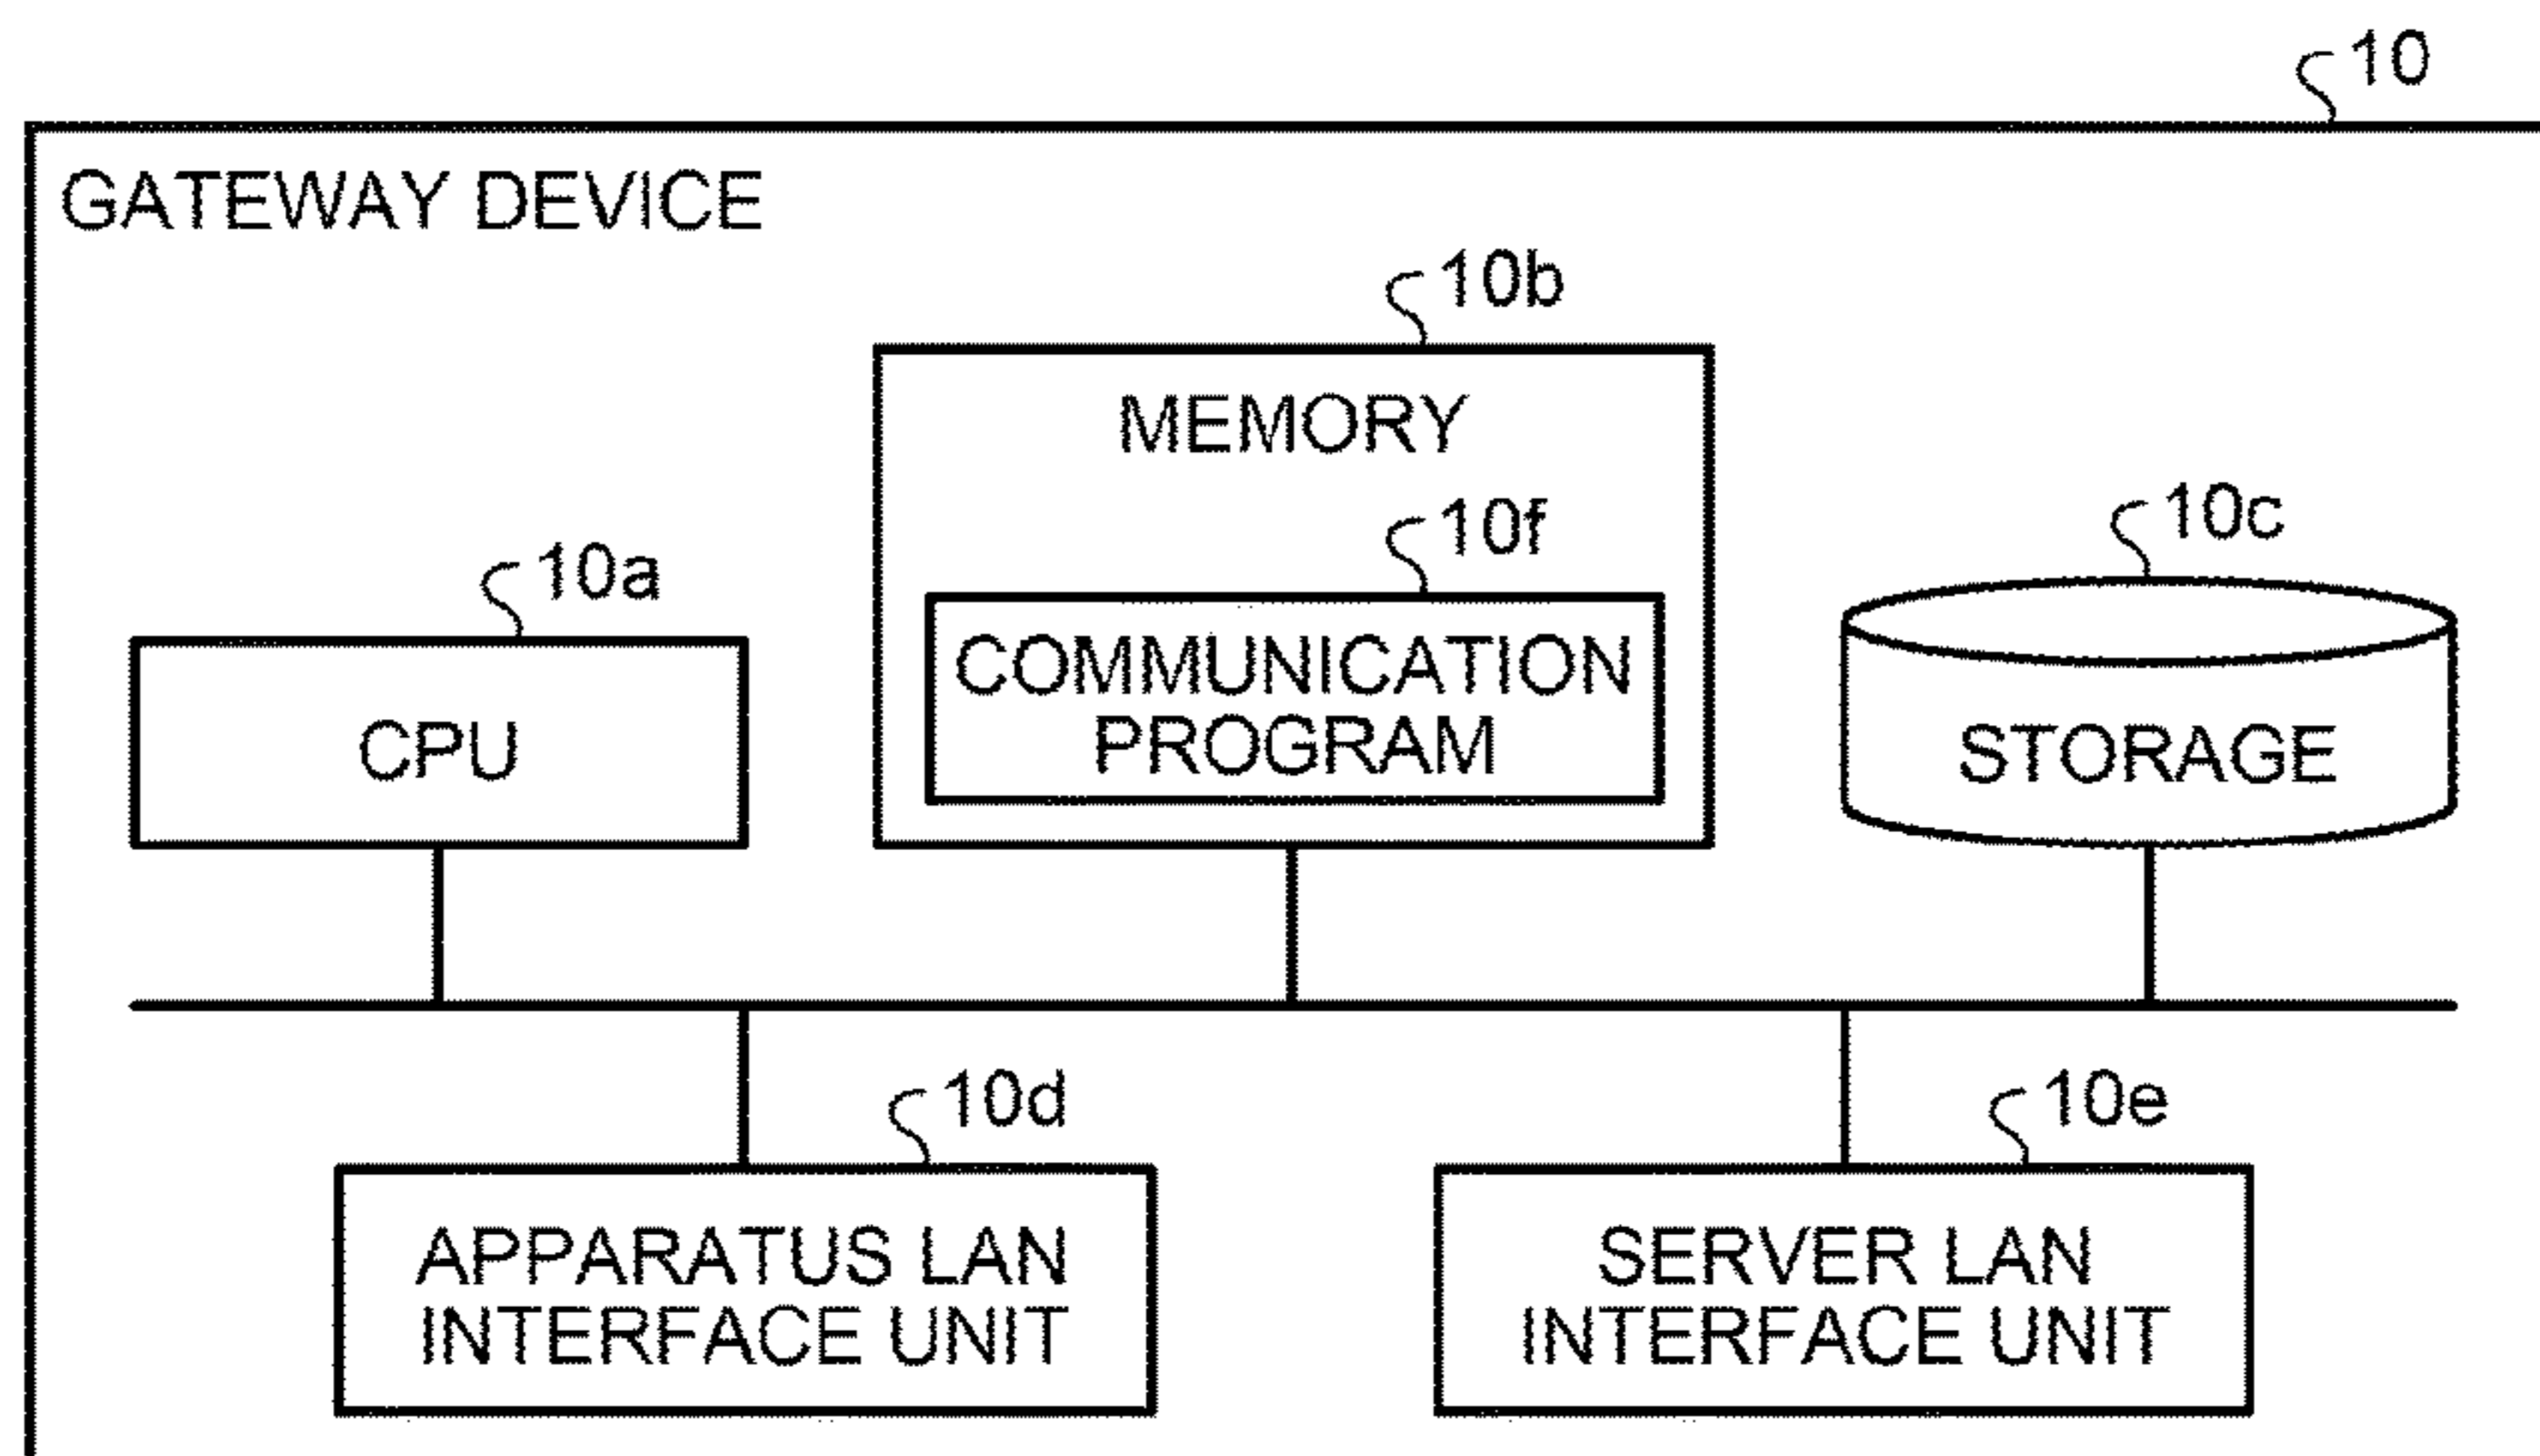 10
GATEWAY DEVICE
10b
MEMORY
10f
10c
10a
COMMUNICATION
PROGRAM
CPU
STORAGE
10d
10e
APPARATUS LAN
INTERFACE UNIT
SERVER LAN
INTERFACE UNIT